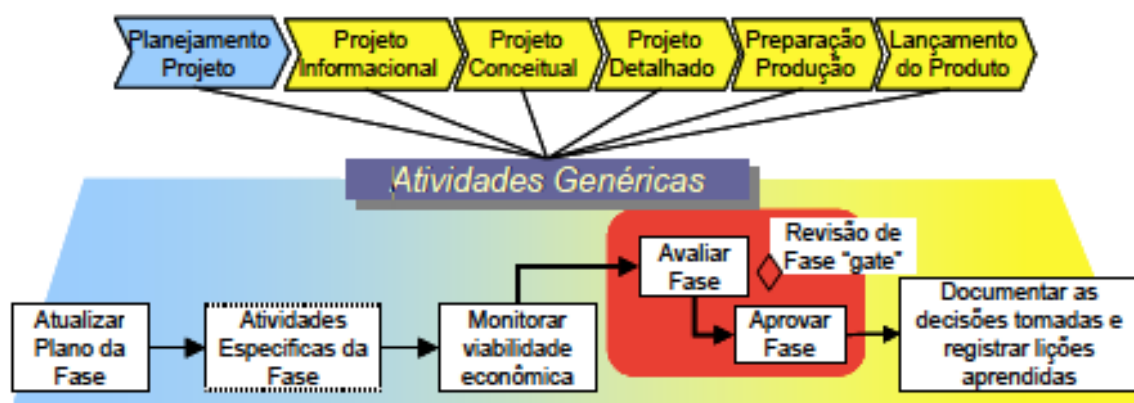 Planejamento
Projeto
Projeto
Informacional
Projeto
Conceitual
Projeto
Detalhado
Preparação
Produção
Lançamento
do Produto
Atividades Genéricas
Atualizar
Plano da
Fase
Atividades
Específicas da
Fase
Monitorar
viabilidade
econômica
Avaliar
Fase
Revisão de
Fase "gate"
Aprovar
Fase
Documentar as
decisões tomadas e
registrar lições
aprendidas